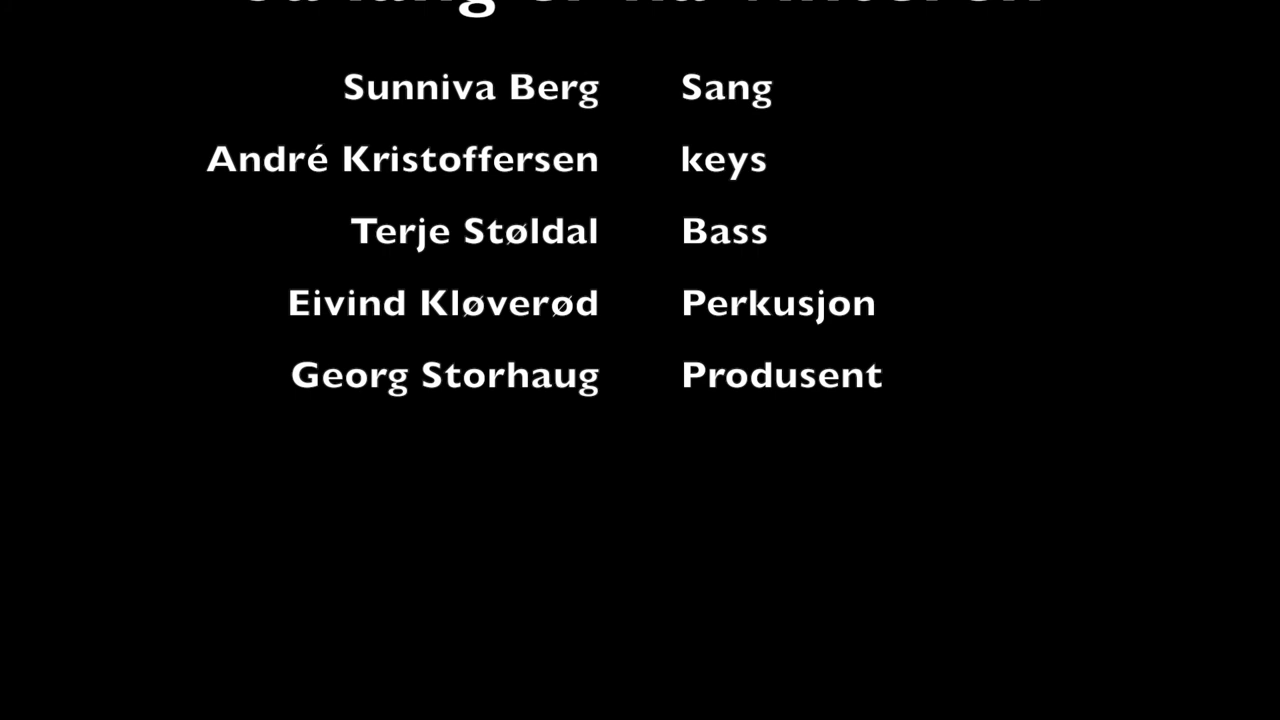 Sunniva Berg Sang
André Kristoffersen keys
Terje Støldal Bass
Eivind Kløverød Perkusjon
Georg Storhaug Produsent